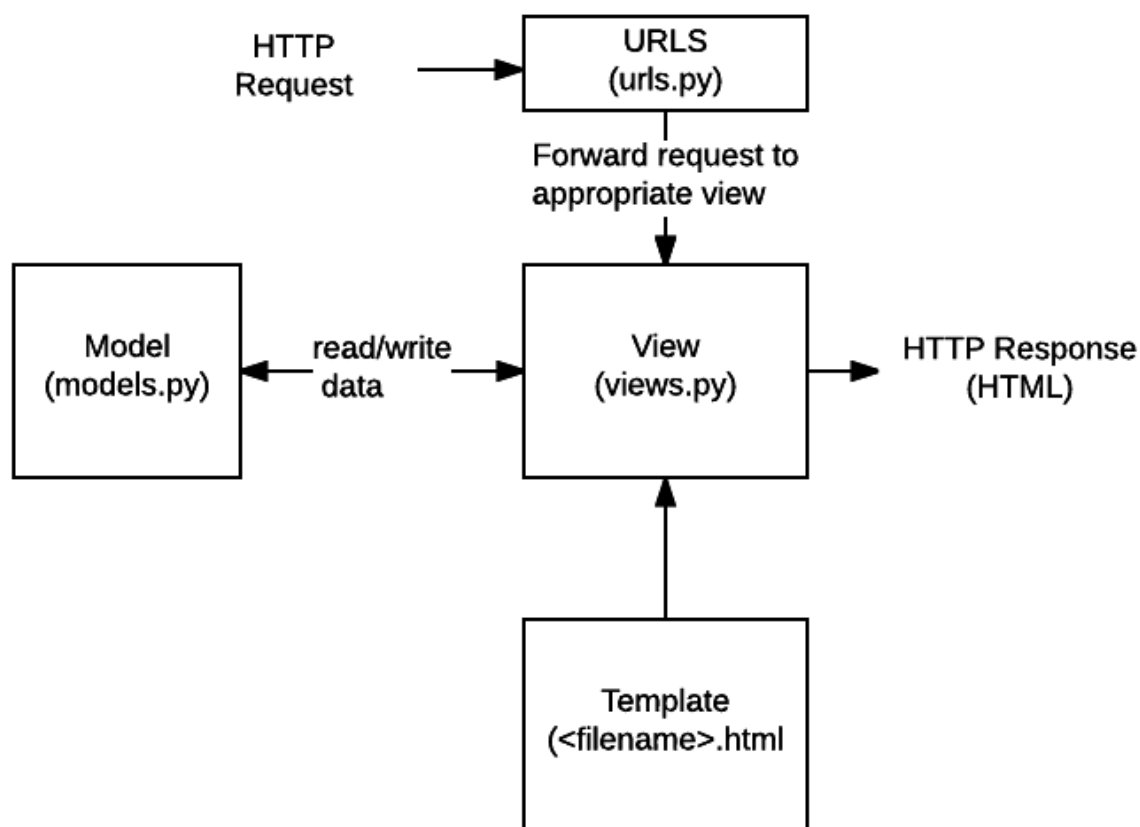 HTTP
Request
URLS
(urls.py)
Forward request to
appropriate view
Model
(models.py)
read/write
data
View
(views.py)
HTTP Response
(HTML)
Template
(<filename>.html